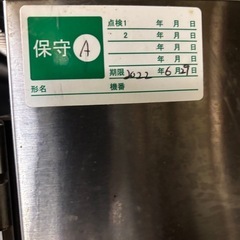 保守 A
点検1 年 月 日
2 年 月 日
年 月 日
年 月 日
期限 2022 年 6 月 27 日
形名 機番